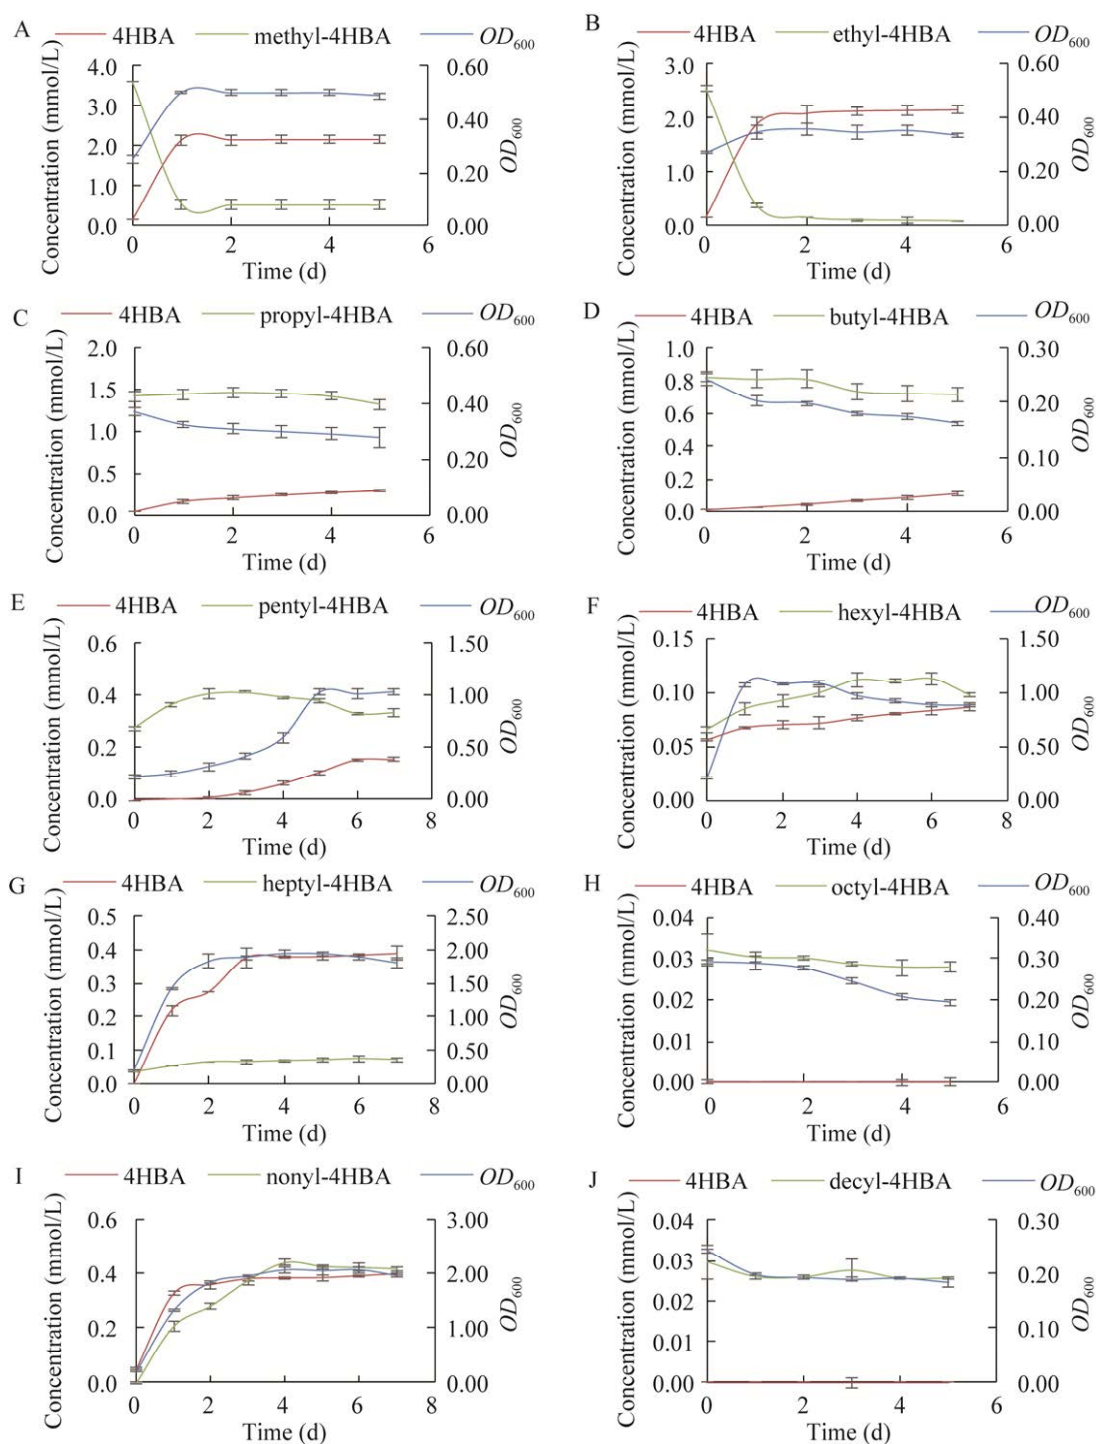 A 4HBA methyl-4HBA OD600
Concentration (mmol/L)
4.0
3.0
2.0
1.0
0.0
0.60
0.40
0.20
0.00
OD600
0 2 4 6
Time (d)
B 4HBA ethyl-4HBA OD600
Concentration (mmol/L)
3.0
2.0
1.0
0.0
0.60
0.40
0.20
0.00
OD600
0 2 4 6
Time (d)
C 4HBA propyl-4HBA OD600
Concentration (mmol/L)
2.0
1.5
1.0
0.5
0.0
0.60
0.40
0.20
0.00
OD600
0 2 4 6
Time (d)
D 4HBA butyl-4HBA OD600
Concentration (mmol/L)
1.0
0.8
0.6
0.4
0.2
0.0
0.30
0.20
0.10
0.00
OD600
0 2 4 6
Time (d)
E 4HBA pentyl-4HBA OD600
Concentration (mmol/L)
0.6
0.4
0.2
0.0
1.50
1.00
0.50
0.00
OD600
0 2 4 6 8
Time (d)
F 4HBA hexyl-4HBA OD600
Concentration (mmol/L)
0.15
0.10
0.05
0.00
1.50
1.00
0.50
0.00
OD600
0 2 4 6 8
Time (d)
G 4HBA heptyl-4HBA OD600
Concentration (mmol/L)
0.5
0.4
0.3
0.2
0.1
0.0
2.50
2.00
1.50
1.00
0.50
0.00
OD600
0 2 4 6 8
Time (d)
H 4HBA octyl-4HBA OD600
Concentration (mmol/L)
0.04
0.03
0.02
0.01
0.00
0.40
0.30
0.20
0.10
0.00
OD600
0 2 4 6
Time (d)
I 4HBA nonyl-4HBA OD600
Concentration (mmol/L)
0.6
0.4
0.2
0.0
3.00
2.00
1.00
0.00
OD600
0 2 4 6 8
Time (d)
J 4HBA decyl-4HBA OD600
Concentration (mmol/L)
0.04
0.03
0.02
0.01
0.00
0.30
0.20
0.10
0.00
OD600
0 2 4 6
Time (d)